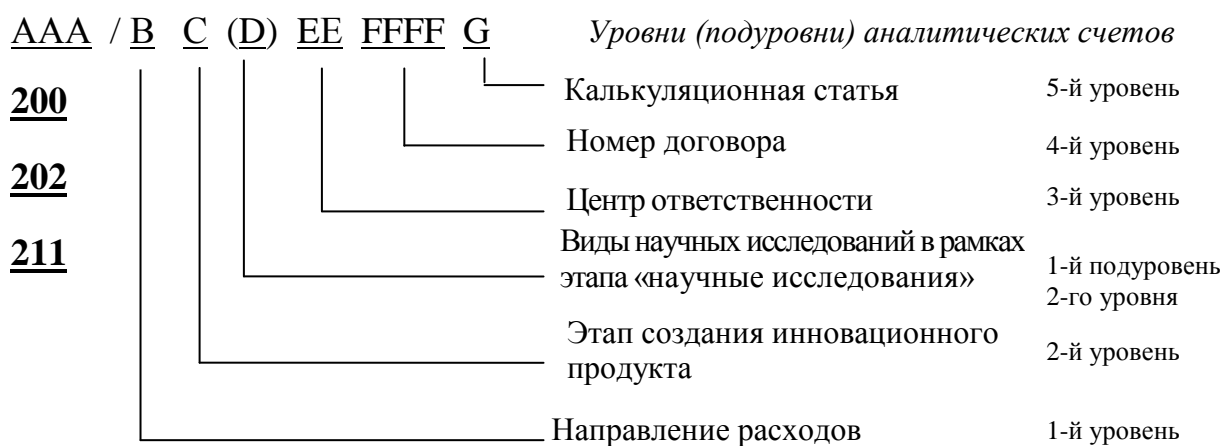 AAA / B C (D) EE FFFF G Уровни (подуровни) аналитических счетов
200
Калькуляционная статья 5-й уровень
Номер договора 4-й уровень
202
Центр ответственности 3-й уровень
211
Виды научных исследований в рамках
этапа «научные исследования»
1-й подуровень
2-го уровня
Этап создания инновационного
продукта
2-й уровень
Направление расходов 1-й уровень